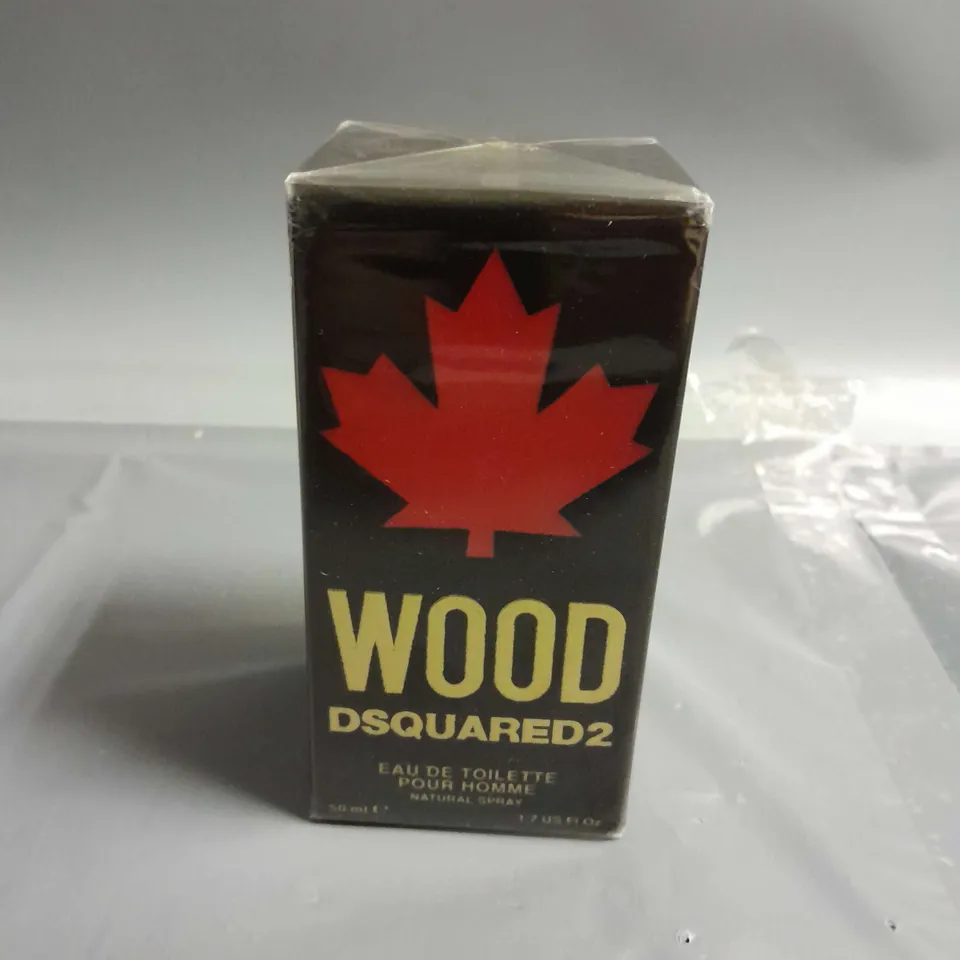 WOOD
DSQUARED2
EAU DE TOILETTE
POUR HOMME
NATURAL SPRAY
50 ml ℮ 1.7 US Fl Oz